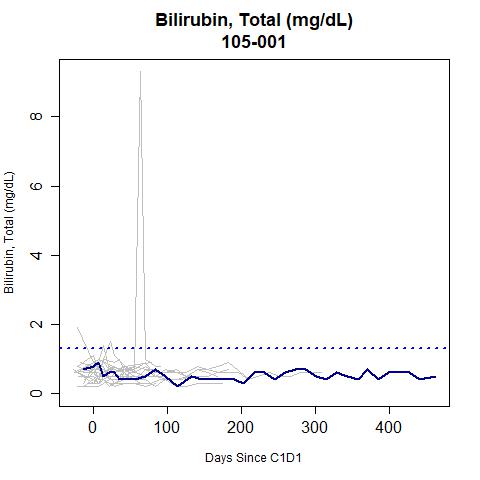 Bilirubin, Total (mg/dL)
105-001
Bilirubin, Total (mg/dL)
8
6
4
2
0
0 100 200 300 400
Days Since C1D1